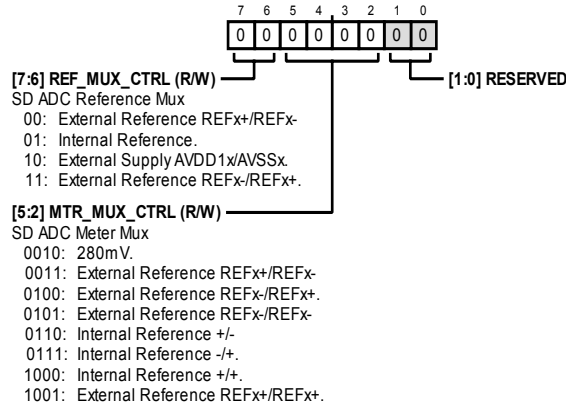 7 6 5 4 3 2 1 0
0 0 0 0 0 0 0 0
[7:6] REF_MUX_CTRL (R/W)
[1:0] RESERVED
SD ADC Reference Mux
00: External Reference REFx+/REFx-
01: Internal Reference.
10: External Supply AVDD1x/AVSSx.
11: External Reference REFx-/REFx+.
[5:2] MTR_MUX_CTRL (R/W)
SD ADC Meter Mux
0010: 280mV.
0011: External Reference REFx+/REFx-
0100: External Reference REFx-/REFx+.
0101: External Reference REFx-/REFx-
0110: Internal Reference +/-
0111: Internal Reference -/+.
1000: Internal Reference +/+.
1001: External Reference REFx+/REFx+.